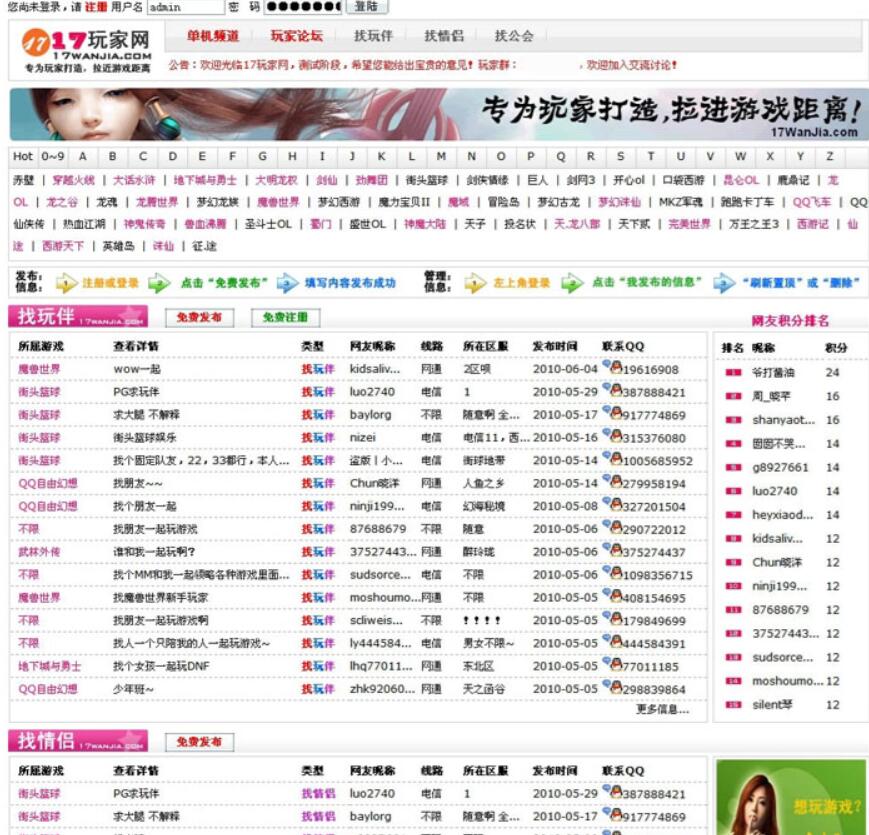 您尚未登录，请 注册 用户名 admin 密 码 ●●●●●●● 登陆
17玩家网 单机频道 玩家论坛 找玩伴 找情侣 找公会
17WANJIA.COM
专为玩家打造，拉近游戏距离 公告：欢迎光临17玩家网，测试阶段，希望您能给出宝贵的意见！玩家群： ，欢迎加入交流讨论！
专为玩家打造,拉进游戏距离!
17WanJia.com
Hot 0~9 A B C D E F G H I J K L M N O P Q R S T U V W X Y Z
赤壁 | 穿越火线 | 大话水浒 | 地下城与勇士 | 大明龙权 | 剑仙 | 劲舞团 | 街头篮球 | 剑侠情缘 | 巨人 | 剑网3 | 开心ol | 口袋西游 | 昆仑OL | 鹿鼎记 | 龙
OL | 龙之谷 | 龙魂 | 龙腾世界 | 梦幻龙族 | 魔兽世界 | 梦幻西游 | 魔力宝贝II | 魔域 | 冒险岛 | 梦幻古龙 | 梦幻诛仙 | MKZ军魂 | 跑跑卡丁车 | QQ飞车 | QQ
仙侠传 | 热血江湖 | 神鬼传奇 | 兽血沸腾 | 圣斗士OL | 蜀门 | 盛世OL | 神魔大陆 | 天子 | 投名状 | 天.龙八部 | 天下贰 | 完美世界 | 万王之王3 | 西游记 | 仙
途 | 西游天下 | 英雄岛 | 诛仙 | 征.途
发布： 信息： 注册或登录 点击“免费发布” 填写内容发布成功 管理： 信息： 左上角登录 点击“我发布的信息” “刷新置顶”或“删除”
找玩伴 17WANJIA.COM 免费发布 免费注册 网友积分排名
所属游戏 查看详情 类型 网友昵称 线路 所在区服 发布时间 联系QQ 排名 昵称 积分
魔兽世界 wow一起 找玩伴 kidsaliv... 网通 2区呗 2010-06-04 19616908 1 爷打酱油 24
街头篮球 PG求玩伴 找玩伴 luo2740 电信 1 2010-05-29 387888421 2 周_晓芊 16
街头篮球 求大腿 不解释 找玩伴 baylorg 不限 随意啊 全... 2010-05-17 917774869 3 shanyaot... 16
街头篮球 街头篮球娱乐 找玩伴 nizei 电信 电信11，西... 2010-05-16 315376080 4 囡囡不哭... 14
街头篮球 找个固定队友，22，33都行，本人... 找玩伴 盗版丨小... 电信 街球地带 2010-05-14 1005685952 5 g8927661 14
QQ自由幻想 找朋友~~ 找玩伴 Chun晓洋 网通 人鱼之乡 2010-05-14 279958194 6 luo2740 14
QQ自由幻想 找个朋友一起 找玩伴 ninji199... 电信 幻海秘境 2010-05-08 327201504 7 heyxiaod... 14
不限 找朋友一起玩游戏 找玩伴 87688679 不限 随意 2010-05-06 290722012 8 kidsaliv... 12
武林外传 谁和我一起玩啊? 找玩伴 37527443... 网通 醉玲珑 2010-05-06 375274437 9 Chun晓洋 12
不限 找个MM和我一起领略各种游戏里面... 找玩伴 sudsorce... 电信 不限 2010-05-06 1098356715 10 ninji199... 12
魔兽世界 找魔兽世界新手玩家 找玩伴 moshoumo... 网通 不限 2010-05-05 408154695 11 87688679 12
不限 找朋友一起玩游戏啊 找玩伴 scliweis... 不限 ！！！！ 2010-05-05 179849699 12 37527443... 12
不限 找人一个只陪我的人一起玩游戏~ 找玩伴 ly444584... 电信 男女不限~ 2010-05-05 444584391 13 sudsorce... 12
地下城与勇士 找个女孩一起玩DNF 找玩伴 lhq77011... 网通 东北区 2010-05-05 77011185 14 moshoumo... 12
QQ自由幻想 少年班~ 找玩伴 zhk92060... 网通 天之函谷 2010-05-05 298839864 15 silent琴 12
更多信息...
找情侣 17WANJIA.COM 免费发布
所属游戏 查看详情 类型 网友昵称 线路 所在区服 发布时间 联系QQ
街头篮球 PG求玩伴 找情侣 luo2740 电信 1 2010-05-29 387888421 想玩游戏?
街头篮球 求大腿 不解释 找情侣 baylorg 不限 随意啊 全... 2010-05-17 917774869